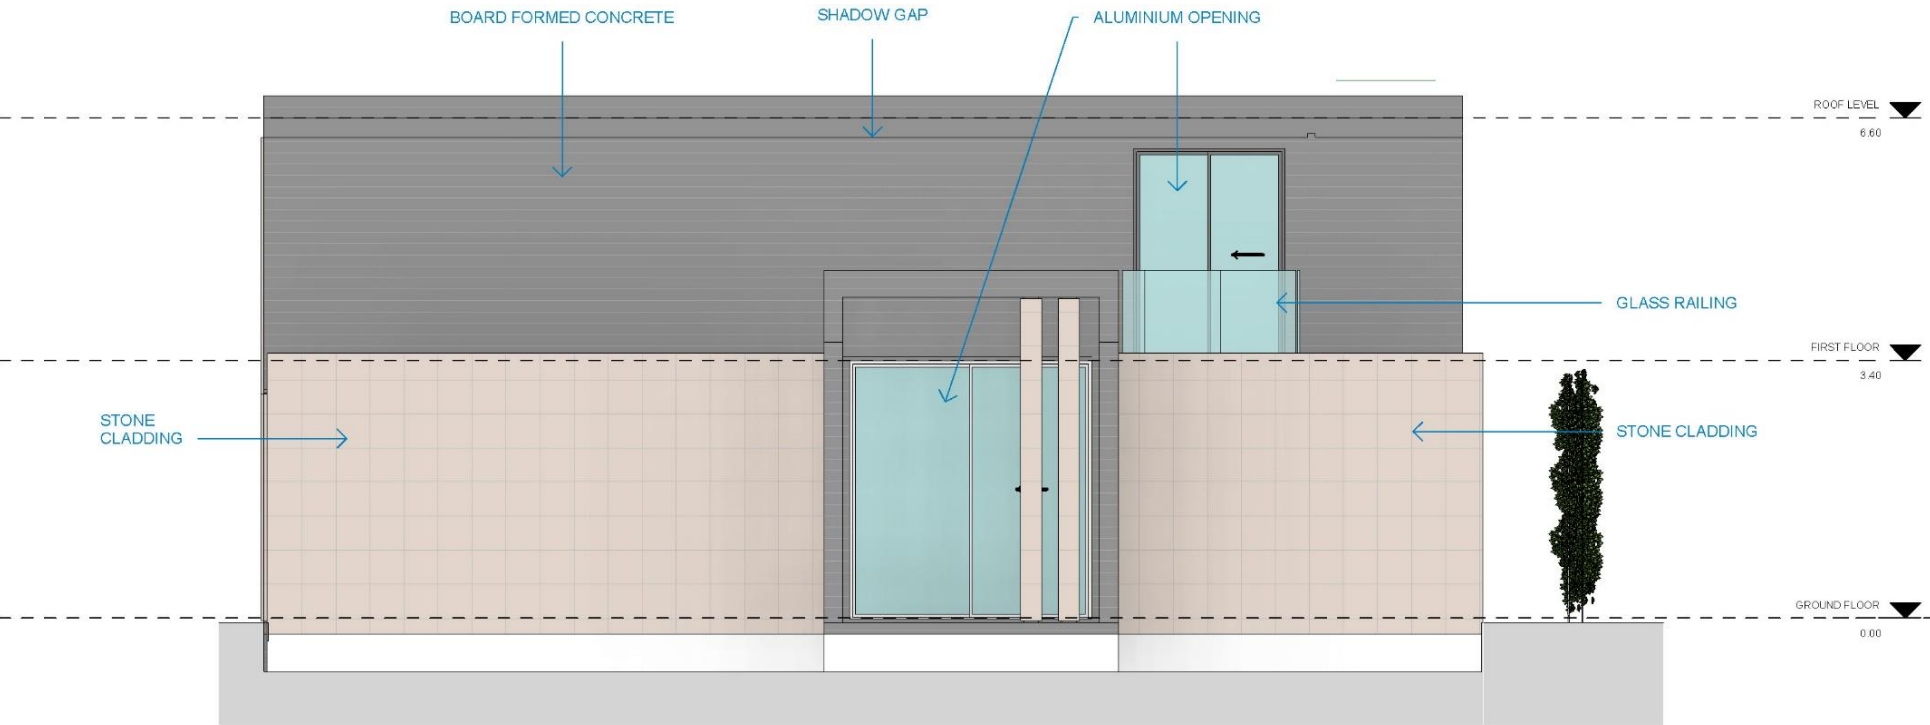 BOARD FORMED CONCRETE
SHADOW GAP
ALUMINIUM OPENING
ROOF LEVEL
6.60
GLASS RAILING
FIRST FLOOR
3.40
STONE
CLADDING
STONE CLADDING
GROUND FLOOR
0.00